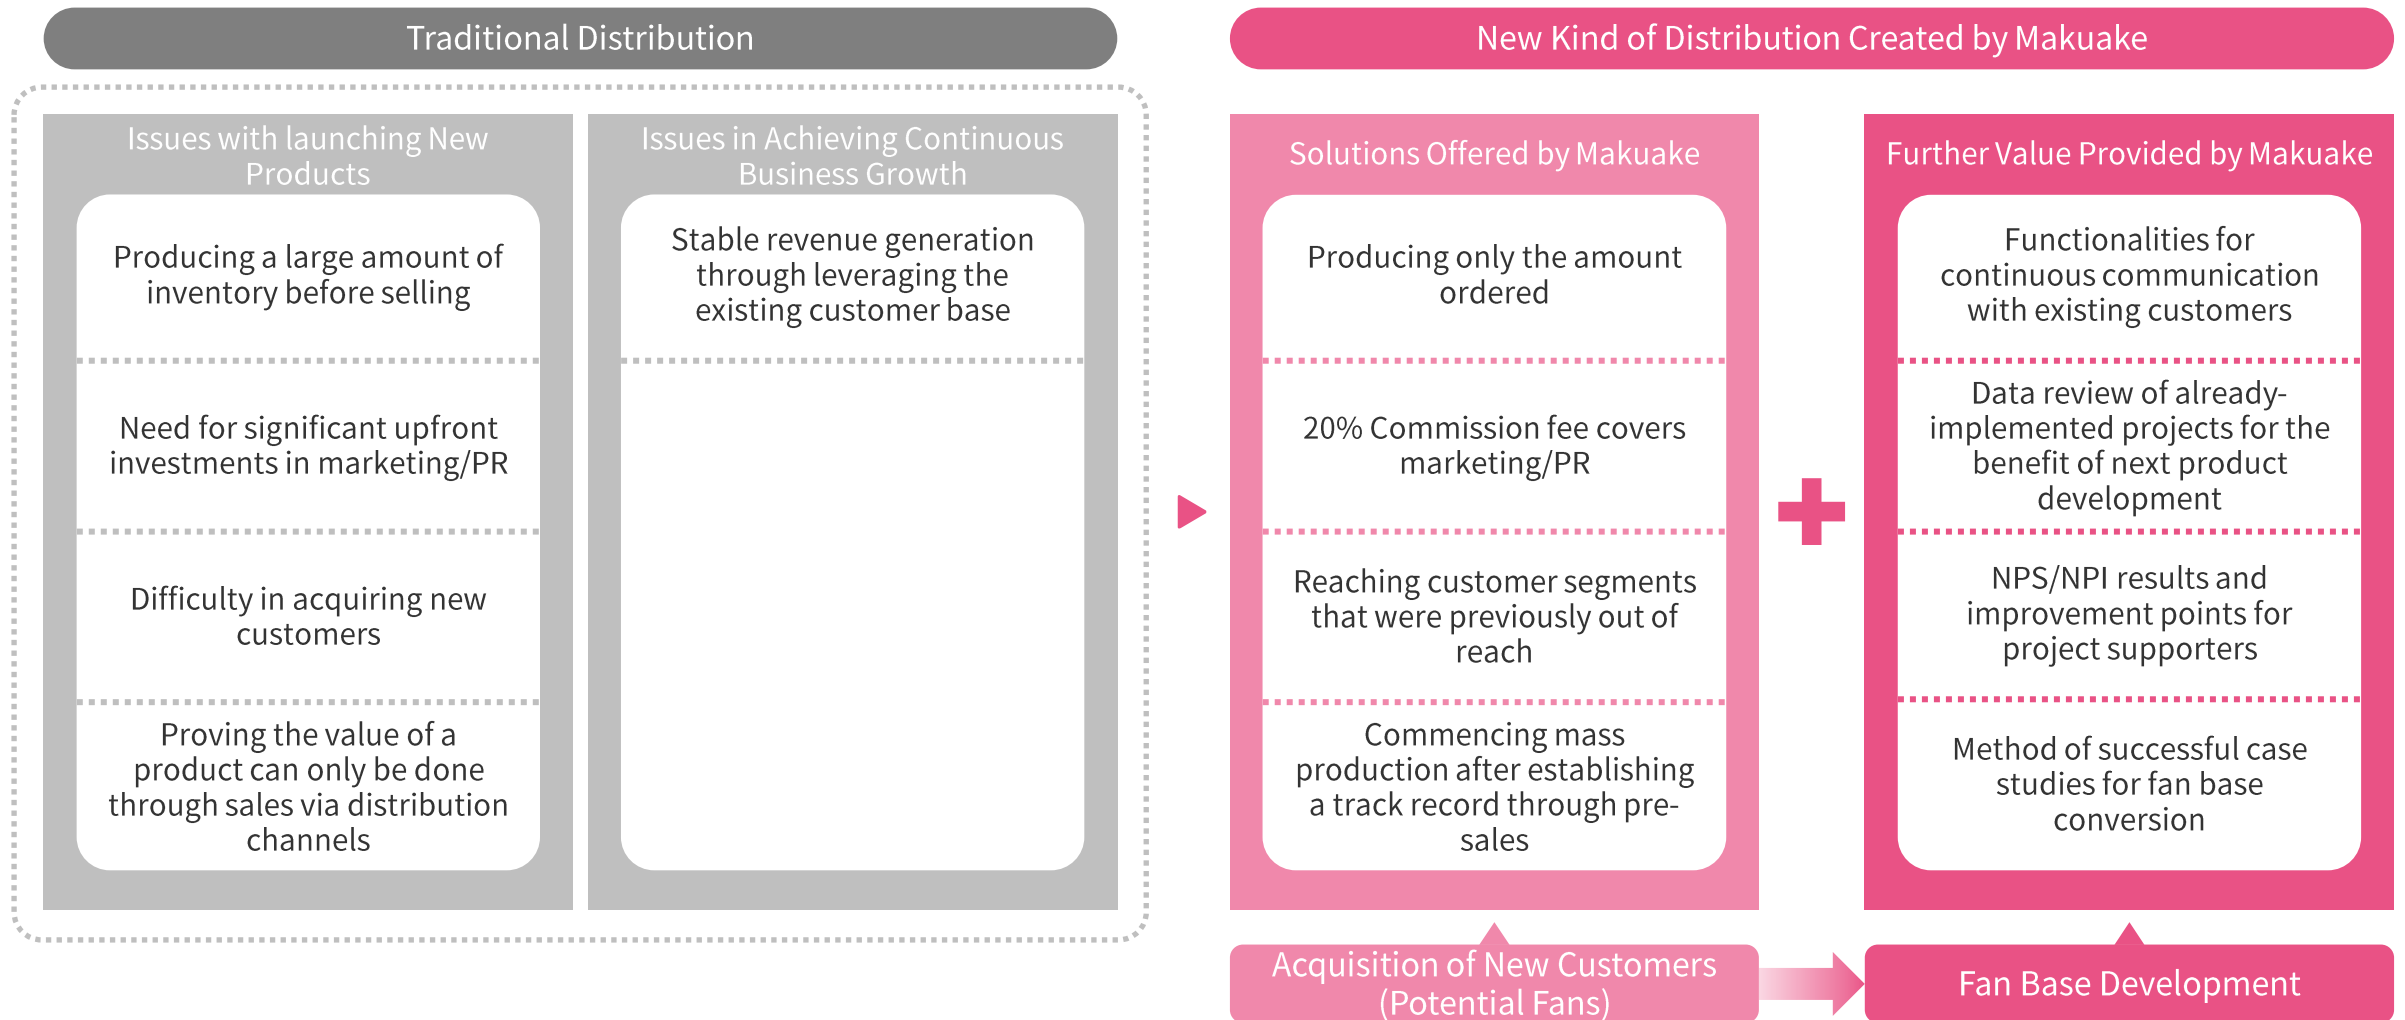 Traditional Distribution
Issues with launching New
Products
Producing a large amount of
inventory before selling
Need for significant upfront
investments in marketing/PR
Difficulty in acquiring new
customers
Proving the value of a
product can only be done
through sales via distribution
channels
Issues in Achieving Continuous
Business Growth
Stable revenue generation
through leveraging the
existing customer base
New Kind of Distribution Created by Makuake
Solutions Offered by Makuake
Producing only the amount
ordered
20% Commission fee covers
marketing/PR
Reaching customer segments
that were previously out of
reach
Commencing mass
production after establishing
a track record through pre-
sales
Further Value Provided by Makuake
Functionalities for
continuous communication
with existing customers
Data review of already-
implemented projects for the
benefit of next product
development
NPS/NPI results and
improvement points for
project supporters
Method of successful case
studies for fan base
conversion
Acquisition of New Customers
(Potential Fans)
Fan Base Development